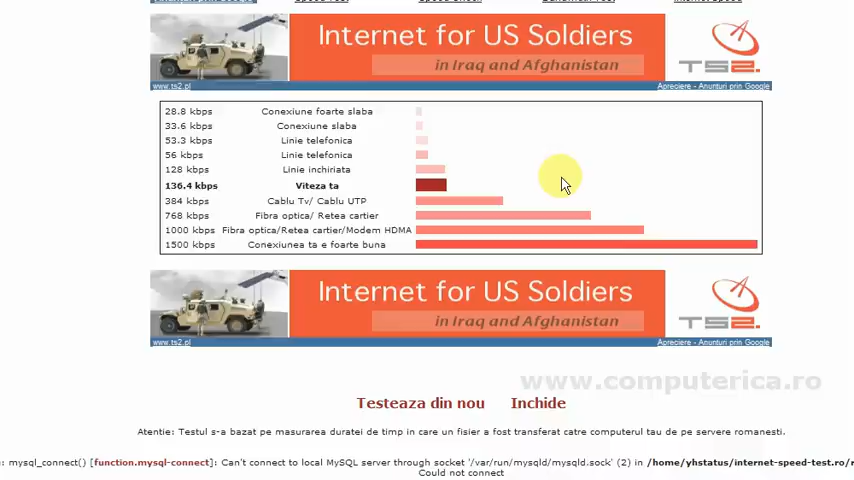 Internet for US Soldiers
in Iraq and Afghanistan
TS2.
www.ts2.pl Apreciere - Anunturi prin Google
28.8 kbps Conexiune foarte slaba
33.6 kbps Conexiune slaba
53.3 kbps Linie telefonica
56 kbps Linie telefonica
128 kbps Linie inchiriata
136.4 kbps Viteza ta
384 kbps Cablu Tv/ Cablu UTP
768 kbps Fibra optica/ Retea cartier
1000 kbps Fibra optica/Retea cartier/Modem HDMA
1500 kbps Conexiunea ta e foarte buna
Internet for US Soldiers
in Iraq and Afghanistan
TS2.
www.ts2.pl Apreciere - Anunturi prin Google
www.computerica.ro
Testeaza din nou Inchide
Atentie: Testul s-a bazat pe masurarea duratei de timp in care un fisier a fost transferat catre computerul tau de pe servere romanesti.
: mysql_connect() [function.mysql-connect]: Can't connect to local MySQL server through socket '/var/run/mysqld/mysqld.sock' (2) in /home/yhstatus/internet-speed-test.ro/r
Could not connect